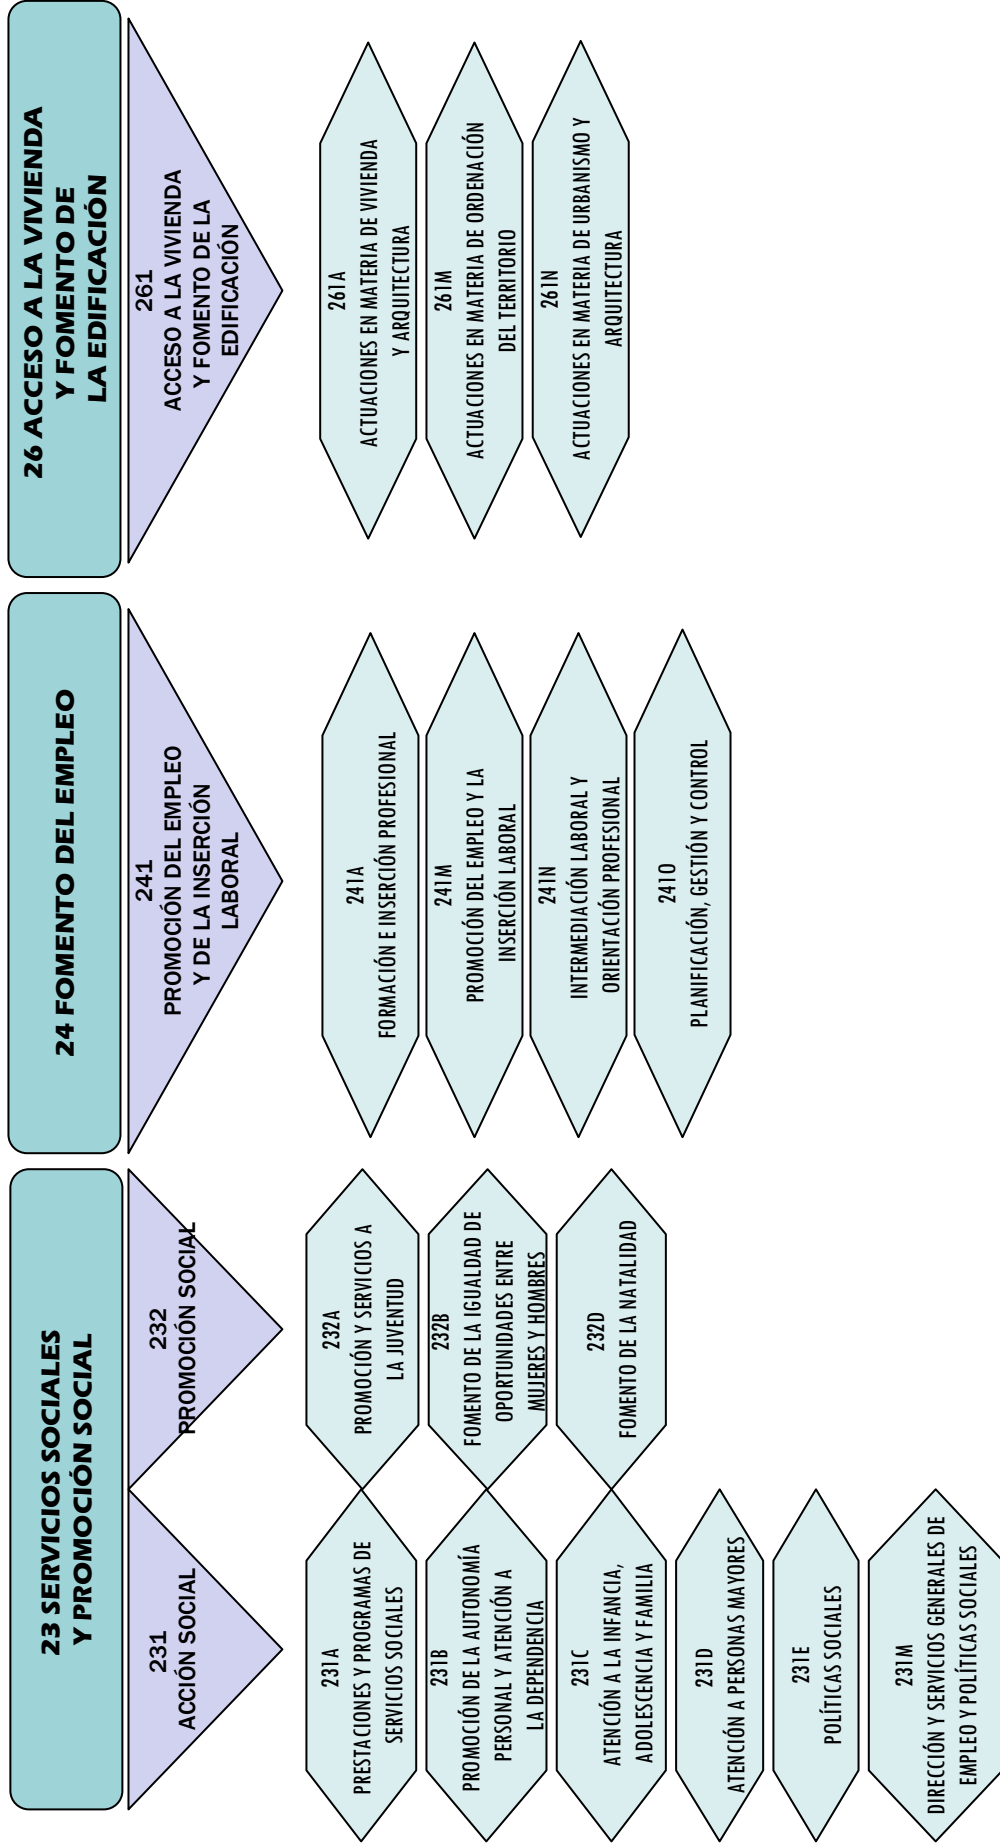 23 SERVICIOS SOCIALES
Y PROMOCIÓN SOCIAL
231
ACCIÓN SOCIAL
231A
PRESTACIONES Y PROGRAMAS DE
SERVICIOS SOCIALES
231B
PROMOCIÓN DE LA AUTONOMÍA
PERSONAL Y ATENCIÓN A
LA DEPENDENCIA
231C
ATENCIÓN A LA INFANCIA,
ADOLESCENCIA Y FAMILIA
231D
ATENCIÓN A PERSONAS MAYORES
231E
POLÍTICAS SOCIALES
231M
DIRECCIÓN Y SERVICIOS GENERALES DE
EMPLEO Y POLÍTICAS SOCIALES
232
PROMOCIÓN SOCIAL
232A
PROMOCIÓN Y SERVICIOS A
LA JUVENTUD
232B
FOMENTO DE LA IGUALDAD DE
OPORTUNIDADES ENTRE
MUJERES Y HOMBRES
232D
FOMENTO DE LA NATALIDAD
24 FOMENTO DEL EMPLEO
241
PROMOCIÓN DEL EMPLEO
Y DE LA INSERCIÓN
LABORAL
241A
FORMACIÓN E INSERCIÓN PROFESIONAL
241M
PROMOCIÓN DEL EMPLEO Y LA
INSERCIÓN LABORAL
241N
INTERMEDIACIÓN LABORAL Y
ORIENTACIÓN PROFESIONAL
241O
PLANIFICACIÓN, GESTIÓN Y CONTROL
26 ACCESO A LA VIVIENDA
Y FOMENTO DE
LA EDIFICACIÓN
261
ACCESO A LA VIVIENDA
Y FOMENTO DE LA
EDIFICACIÓN
261A
ACTUACIONES EN MATERIA DE VIVIENDA
Y ARQUITECTURA
261M
ACTUACIONES EN MATERIA DE ORDENACIÓN
DEL TERRITORIO
261N
ACTUACIONES EN MATERIA DE URBANISMO Y
ARQUITECTURA